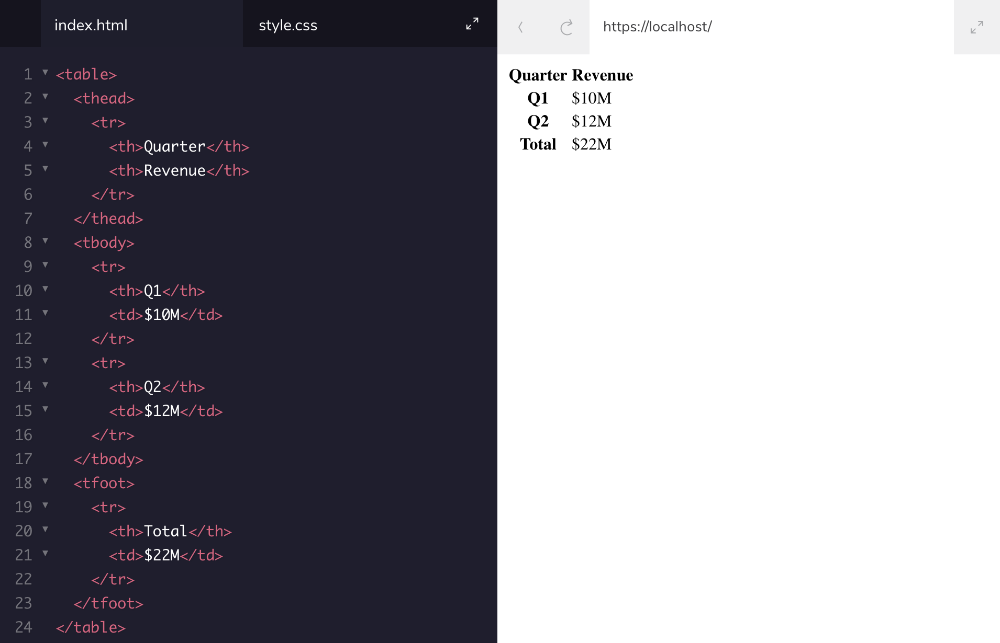 index.html
style.css
1 <table>
2 <thead>
3 <tr>
4 <th>Quarter</th>
5 <th>Revenue</th>
6 </tr>
7 </thead>
8 <tbody>
9 <tr>
10 <th>Q1</th>
11 <td>$10M</td>
12 </tr>
13 <tr>
14 <th>Q2</th>
15 <td>$12M</td>
16 </tr>
17 </tbody>
18 <tfoot>
19 <tr>
20 <th>Total</th>
21 <td>$22M</td>
22 </tr>
23 </tfoot>
24 </table>
https://localhost/
Quarter Revenue
Q1 $10M
Q2 $12M
Total $22M